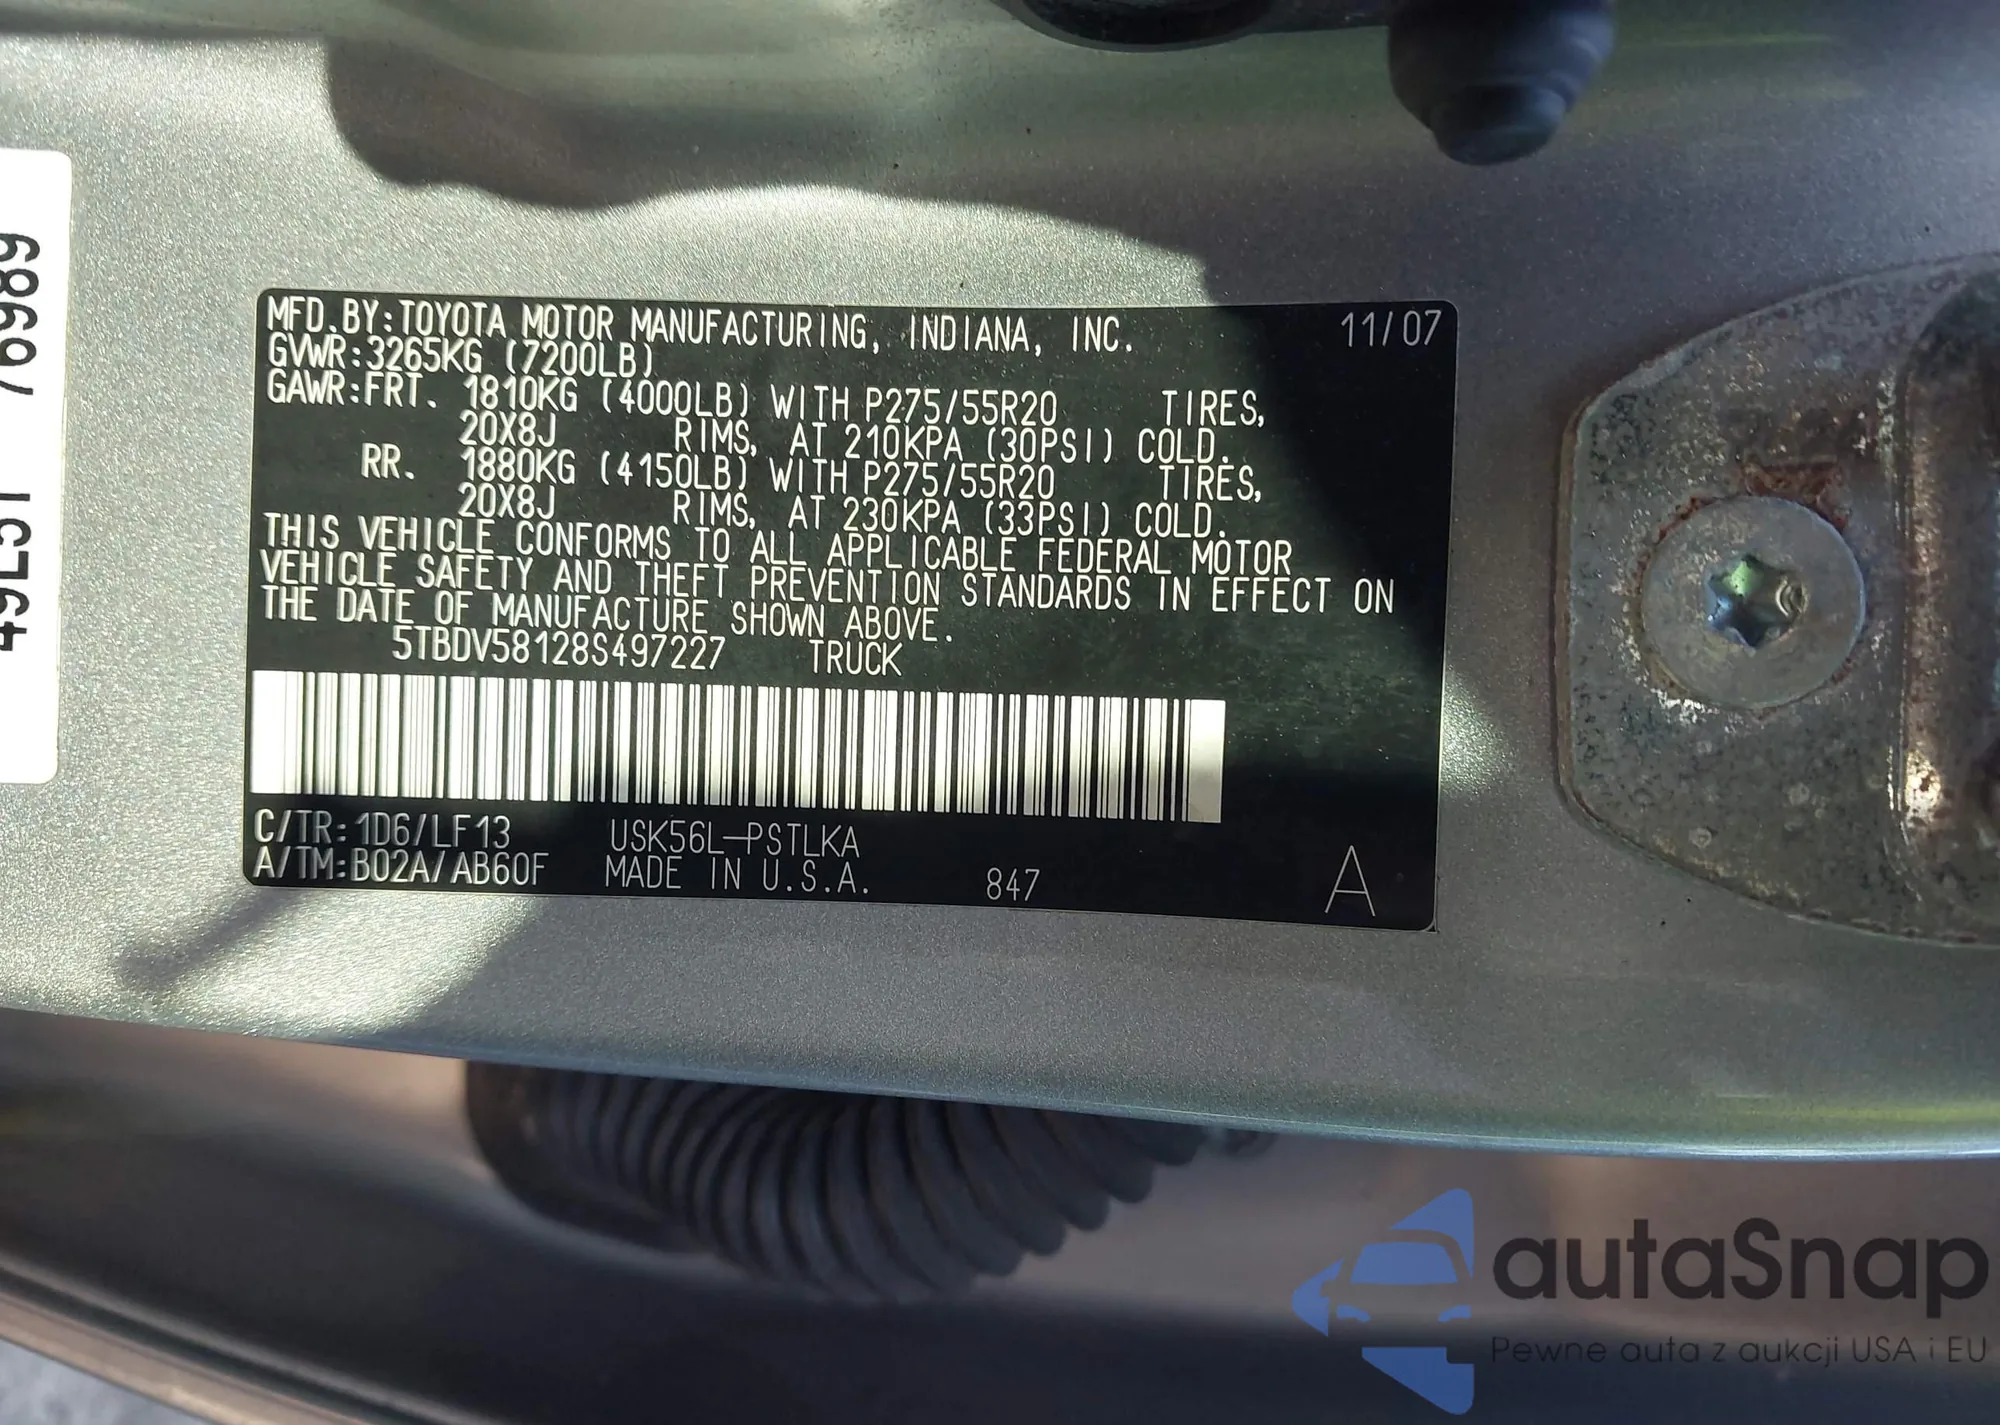 MFD.BY:TOYOTA MOTOR MANUFACTURING, INDIANA, INC. 11/07
GVWR:3265KG (7200LB)
GAWR:FRT. 1810KG (4000LB) WITH P275/55R20 TIRES,
20X8J RIMS, AT 210KPA (30PSI) COLD.
RR. 1880KG (4150LB) WITH P275/55R20 TIRES,
20X8J RIMS, AT 230KPA (33PSI) COLD.
THIS VEHICLE CONFORMS TO ALL APPLICABLE FEDERAL MOTOR
VEHICLE SAFETY AND THEFT PREVENTION STANDARDS IN EFFECT ON
THE DATE OF MANUFACTURE SHOWN ABOVE.
5TBDV58128S497227 TRUCK
C/TR:1D6/LF13 USK56L-PSTLKA
A/TM:B02A/AB60F MADE IN U.S.A. 847 A
autaSnap
Pewne auta z aukcji USA i EU